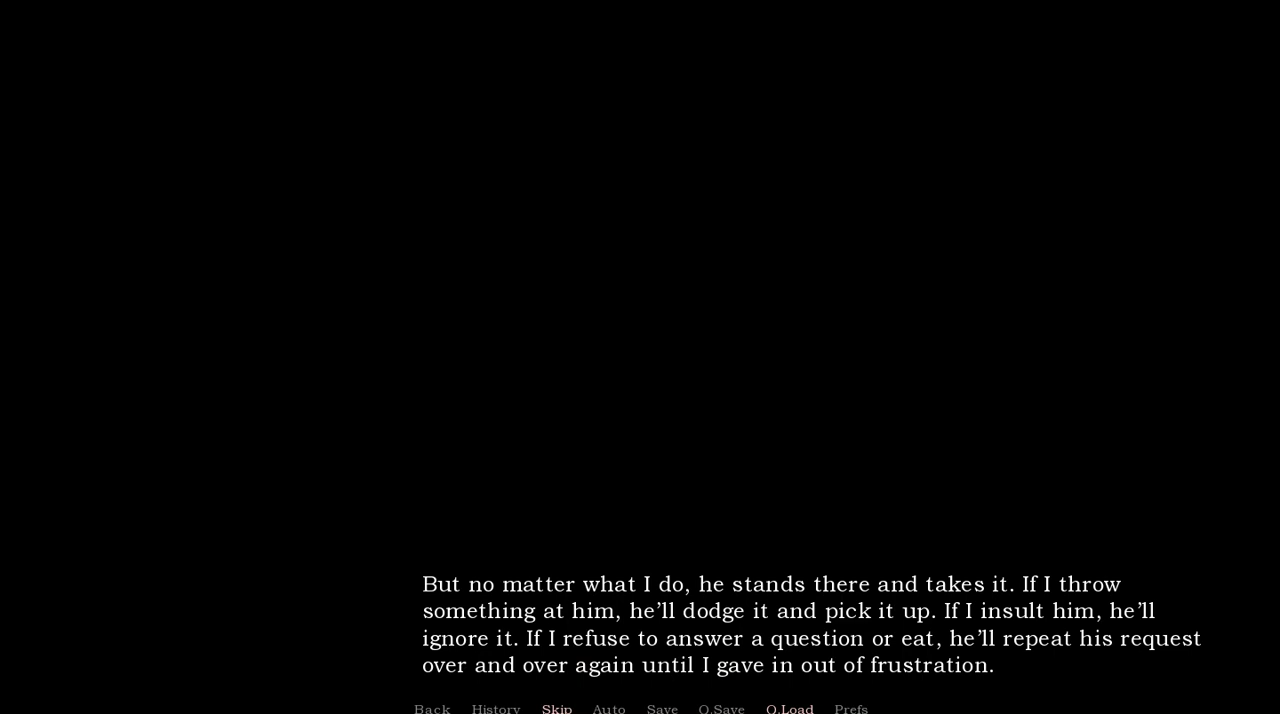 But no matter what I do, he stands there and takes it. If I throw
something at him, he’ll dodge it and pick it up. If I insult him, he’ll
ignore it. If I refuse to answer a question or eat, he’ll repeat his request
over and over again until I gave in out of frustration.
Back History Skip Auto Save Q.Save Q.Load Prefs